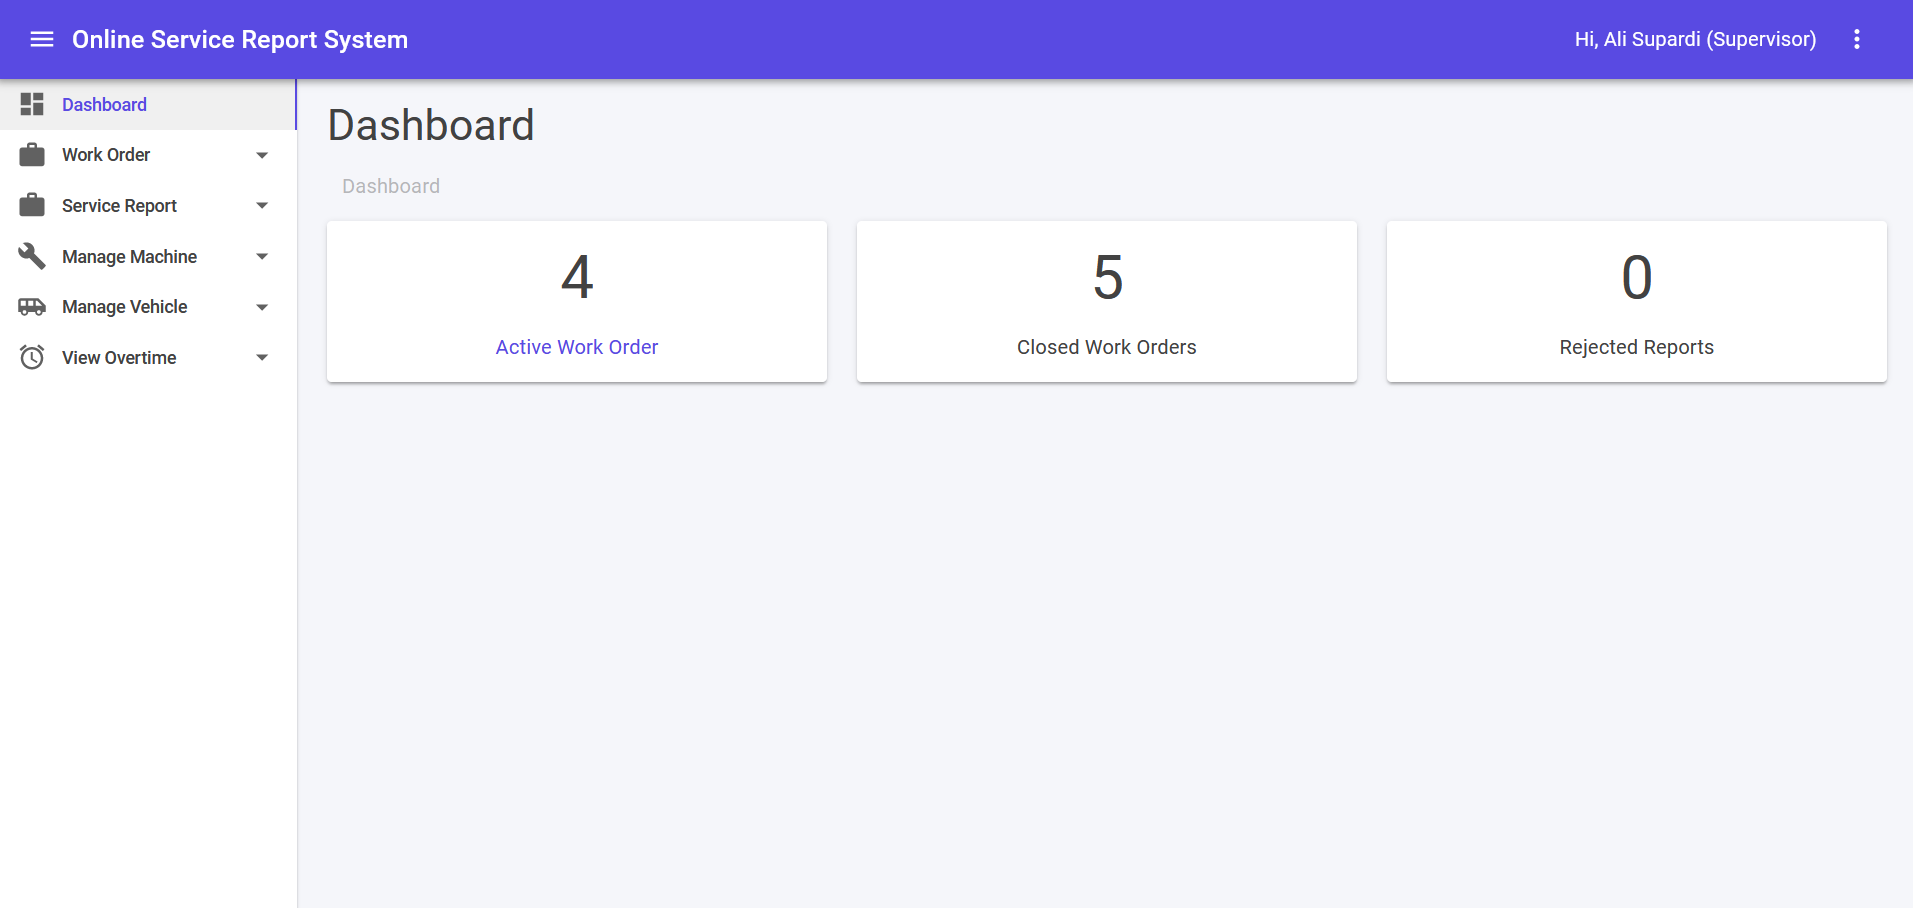 Online Service Report System
Hi, Ali Supardi (Supervisor)
Dashboard
Work Order
Service Report
Manage Machine
Manage Vehicle
View Overtime
Dashboard
Dashboard
4
Active Work Order
5
Closed Work Orders
0
Rejected Reports